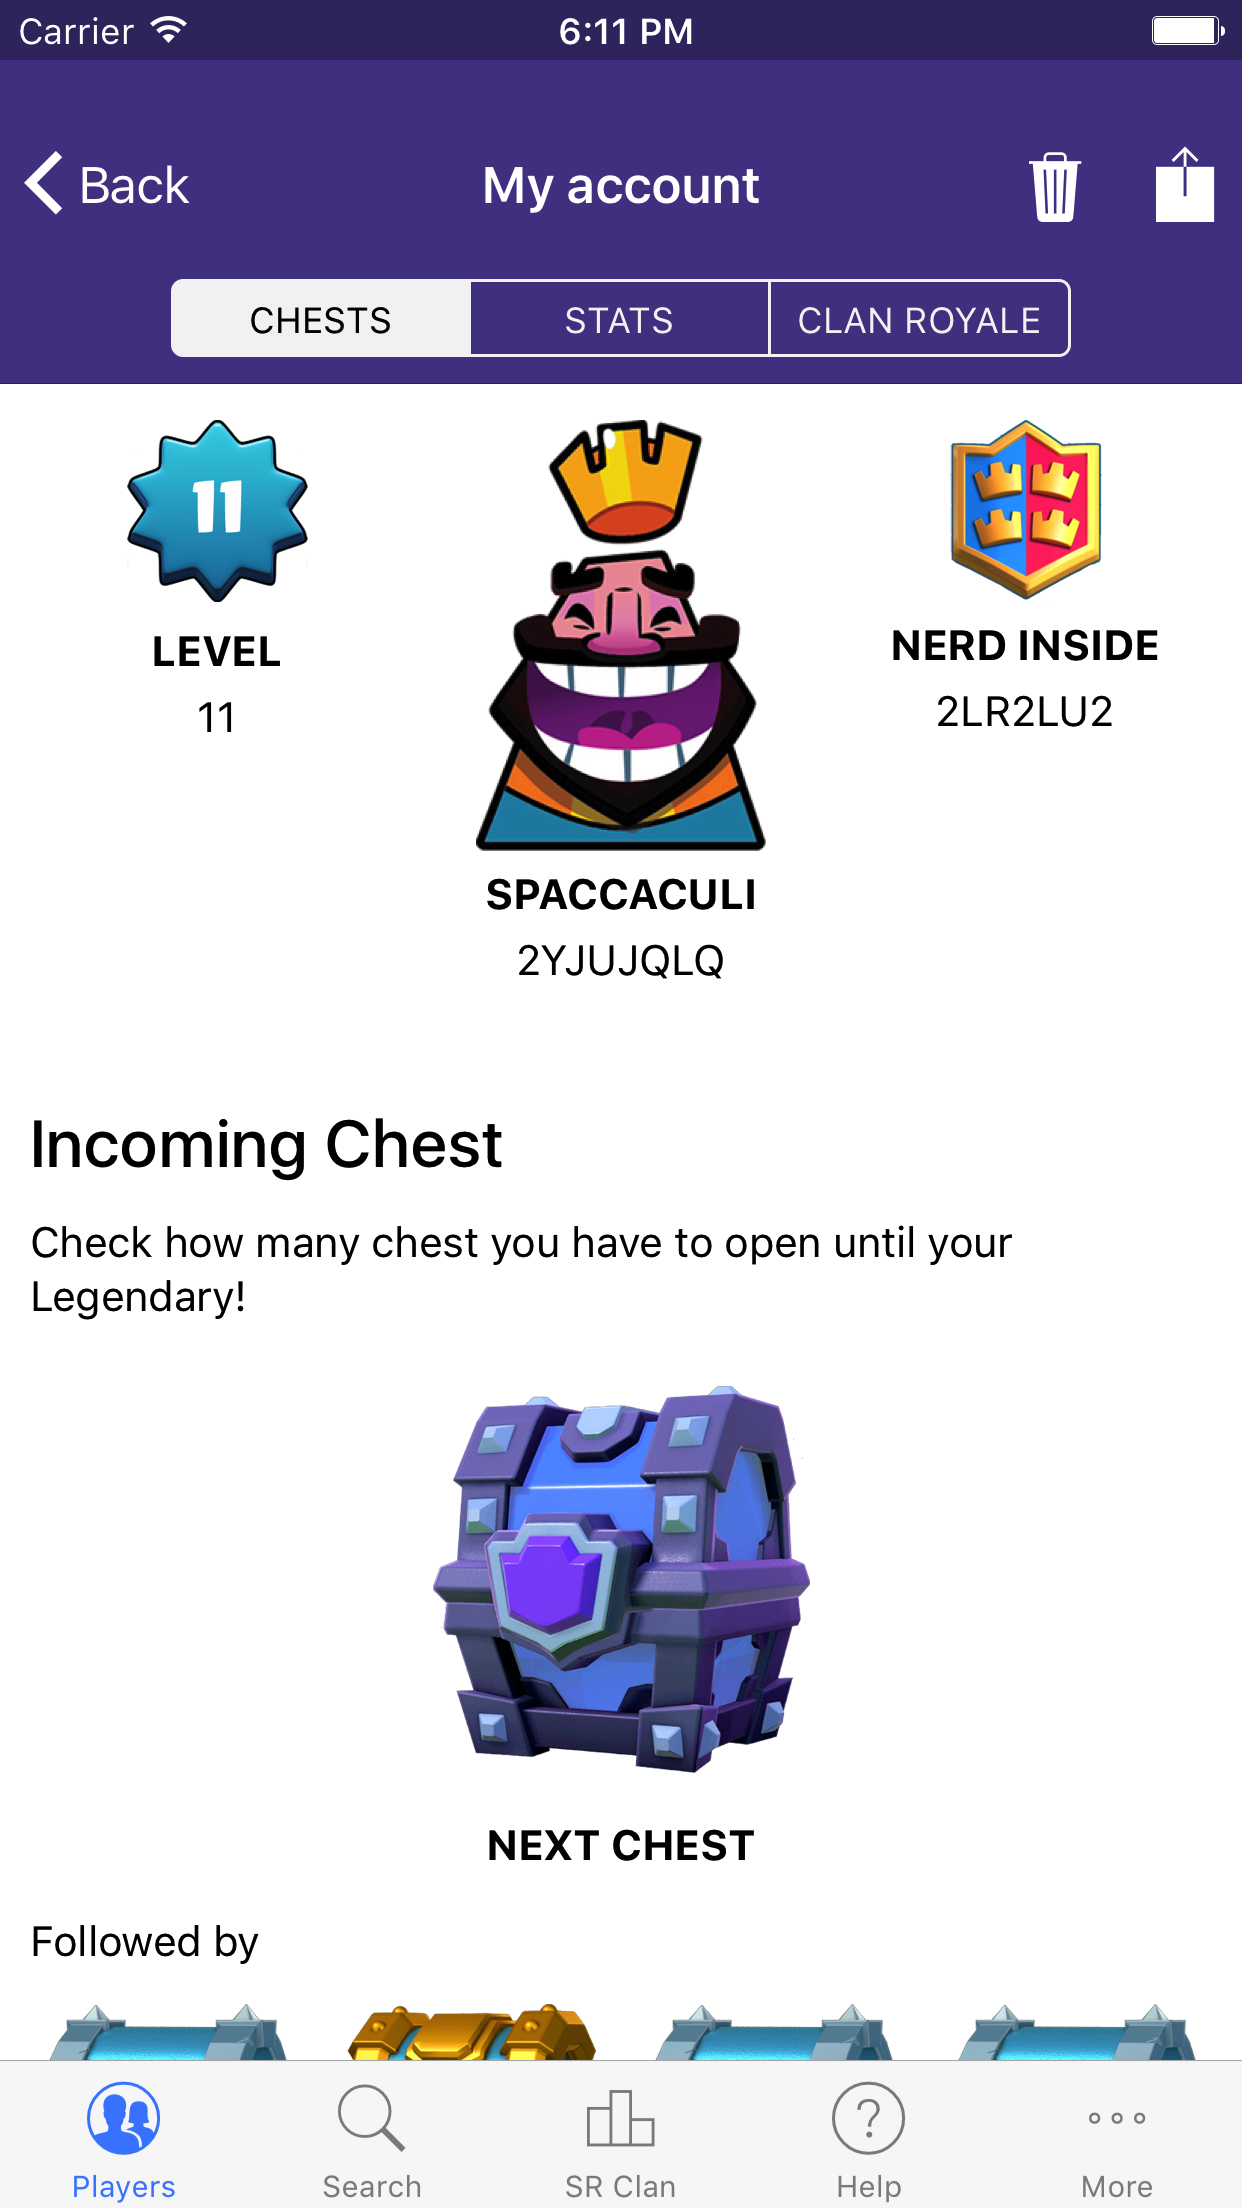 Carrier 6:11 PM
Back My account
CHESTS STATS CLAN ROYALE
11
LEVEL
11
NERD INSIDE
2LR2LU2
SPACCACULI
2YJUJQLQ
Incoming Chest
Check how many chest you have to open until your
Legendary!
NEXT CHEST
Followed by
Players Search SR Clan Help More